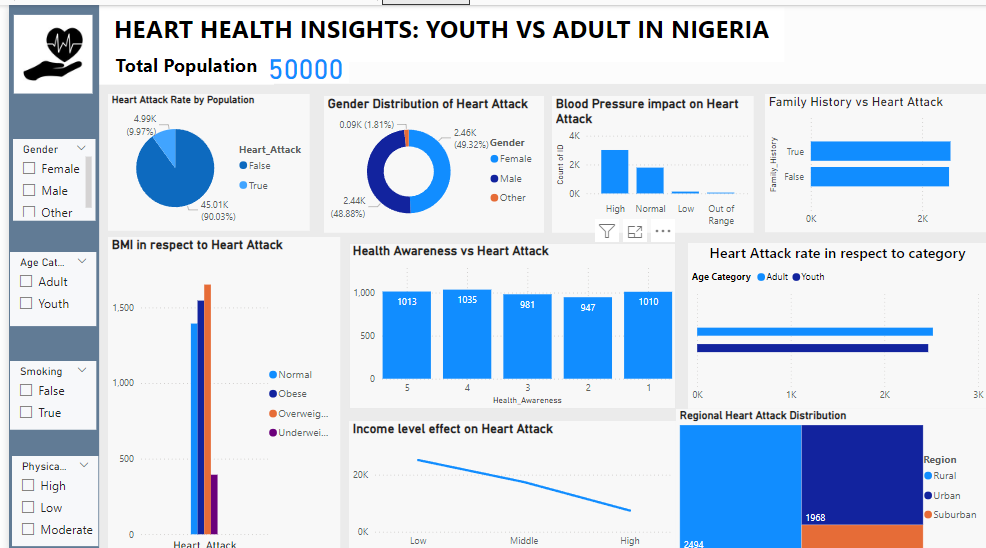 HEART HEALTH INSIGHTS: YOUTH VS ADULT IN NIGERIA
Total Population 50000
Gender
Female
Male
Other
Age Cat...
Adult
Youth
Smoking
False
True
Physica...
High
Low
Moderate
Heart Attack Rate by Population
4.99K
(9.97%)
45.01K
(90.03%)
Heart_Attack
False
True
Gender Distribution of Heart Attack
0.09K (1.81%)
2.46K
(49.32%)
2.44K
(48.88%)
Gender
Female
Male
Other
Blood Pressure impact on Heart
Attack
Count of ID
4K
2K
0K
High
Normal
Low
Out of
Range
Family History vs Heart Attack
Family_History
True
False
0K
2K
BMI in respect to Heart Attack
1,500
1,000
500
0
Heart_Attack
Normal
Obese
Overweig...
Underwei...
Health Awareness vs Heart Attack
1,000
500
0
1013
1035
981
947
1010
5
4
3
2
1
Health_Awareness
Heart Attack rate in respect to category
Age Category
Adult
Youth
0K
1K
2K
3K
Income level effect on Heart Attack
20K
0K
Low
Middle
High
Regional Heart Attack Distribution
2494
1968
Region
Rural
Urban
Suburban